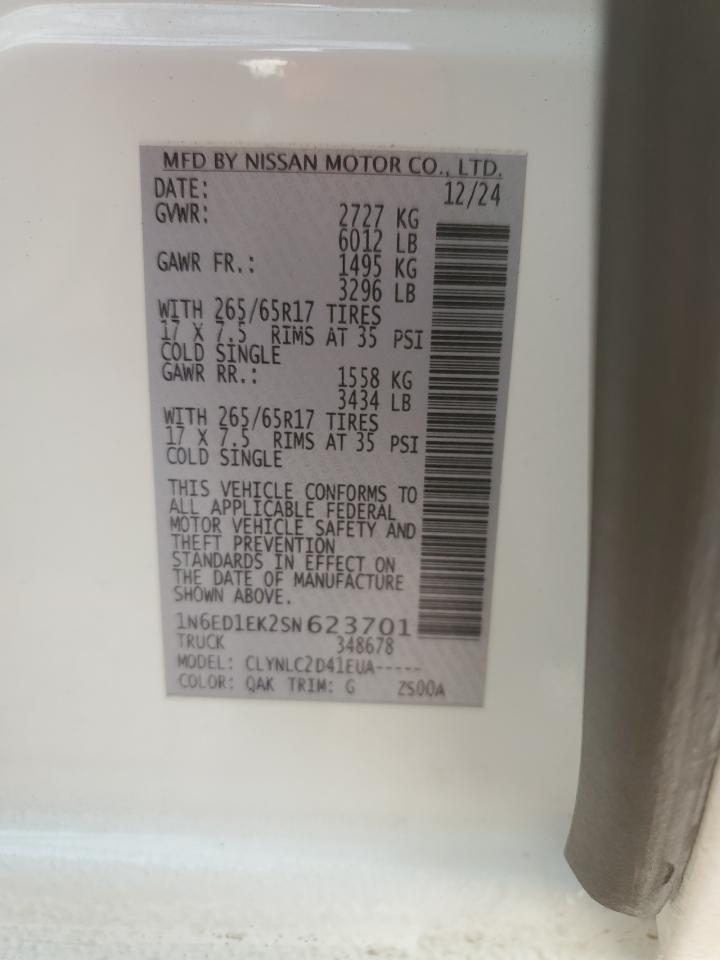 MFD BY NISSAN MOTOR CO., LTD.
DATE: 12/24
GVWR: 2727 KG
6012 LB
GAWR FR.: 1495 KG
3296 LB
WITH 265/65R17 TIRES
17 X 7.5 RIMS AT 35 PSI
COLD SINGLE
GAWR RR.: 1558 KG
3434 LB
WITH 265/65R17 TIRES
17 X 7.5 RIMS AT 35 PSI
COLD SINGLE
THIS VEHICLE CONFORMS TO
ALL APPLICABLE FEDERAL
MOTOR VEHICLE SAFETY AND
THEFT PREVENTION
STANDARDS IN EFFECT ON
THE DATE OF MANUFACTURE
SHOWN ABOVE.
1N6ED1EK2SN623701
TRUCK 348678
MODEL: CLYNLC2D41EUA-----
COLOR: QAK TRIM: G ZS00A